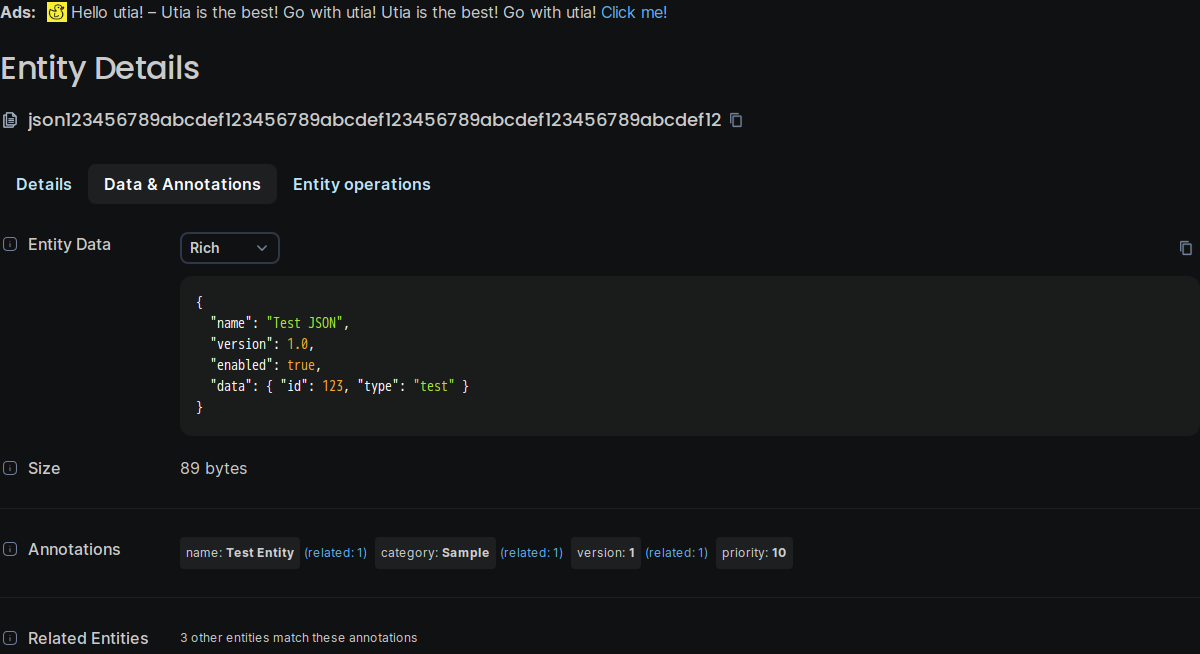 Ads: Hello utia! – Utia is the best! Go with utia! Utia is the best! Go with utia! Click me!
Entity Details
json123456789abcdef123456789abcdef123456789abcdef123456789abcdef12
Details Data & Annotations Entity operations
Entity Data Rich
{
  "name": "Test JSON",
  "version": 1.0,
  "enabled": true,
  "data": { "id": 123, "type": "test" }
}
Size 89 bytes
Annotations name: Test Entity (related: 1) category: Sample (related: 1) version: 1 (related: 1) priority: 10
Related Entities 3 other entities match these annotations